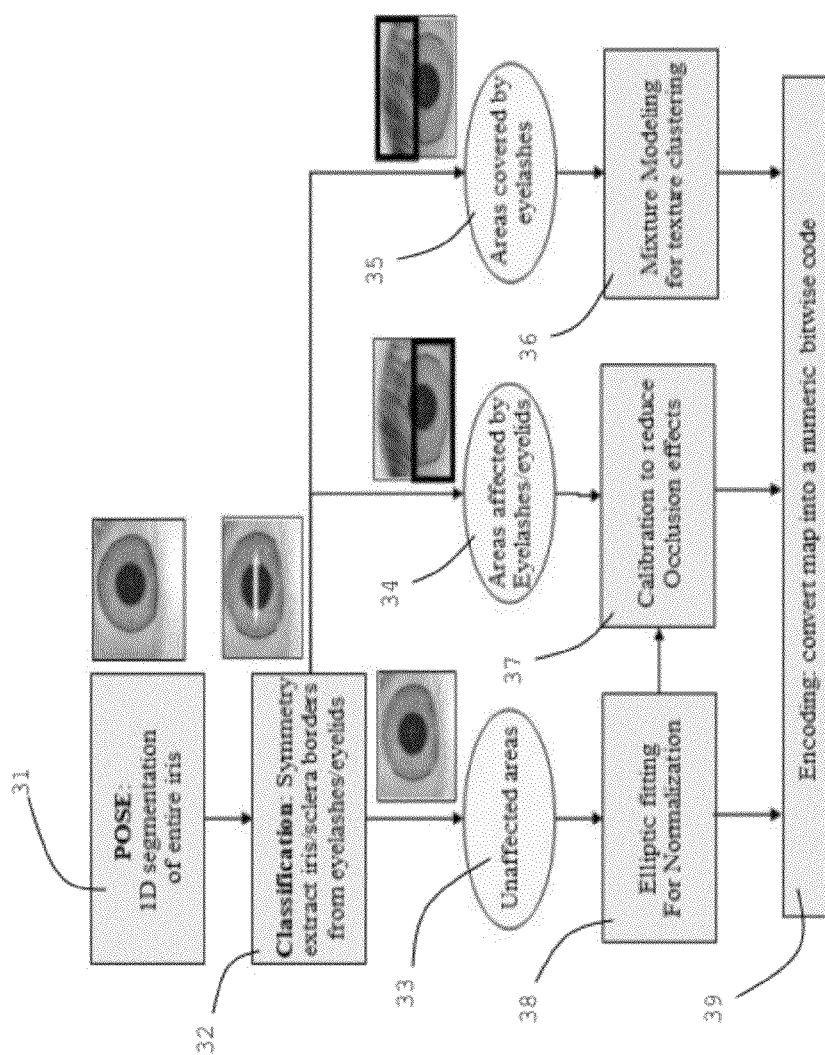 31
POSE:
1D segmentation
of entire iris
32
Classification: Symmetry
extract iris/sclera borders
from eyelashes/eyelids
33
Unaffected areas
34
Areas affected by
Eyelashes/eyelids
35
Areas covered by
eyelashes
38
Elliptic fitting
For Normalization
37
Calibration to reduce
Occlusion effects
36
Mixture Modeling
for texture clustering
39
Encoding: convert map into a numeric bitwise code